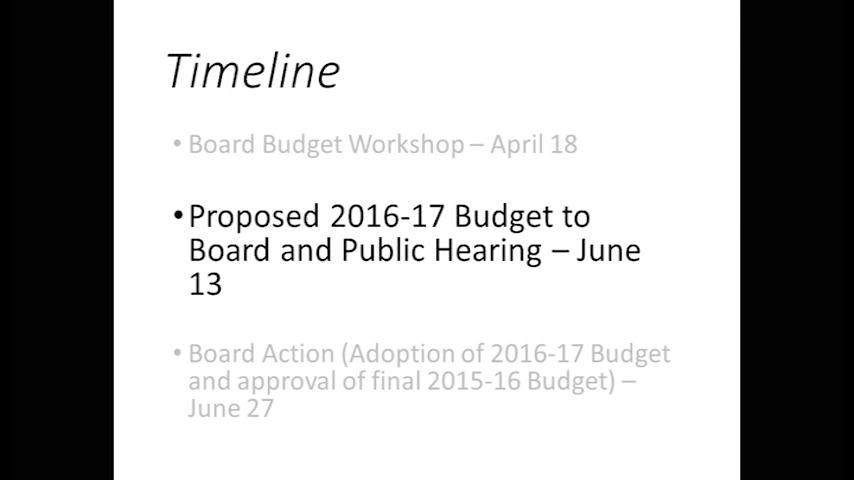 Timeline
• Board Budget Workshop – April 18
• Proposed 2016-17 Budget to
Board and Public Hearing – June
13
• Board Action (Adoption of 2016-17 Budget
and approval of final 2015-16 Budget) –
June 27